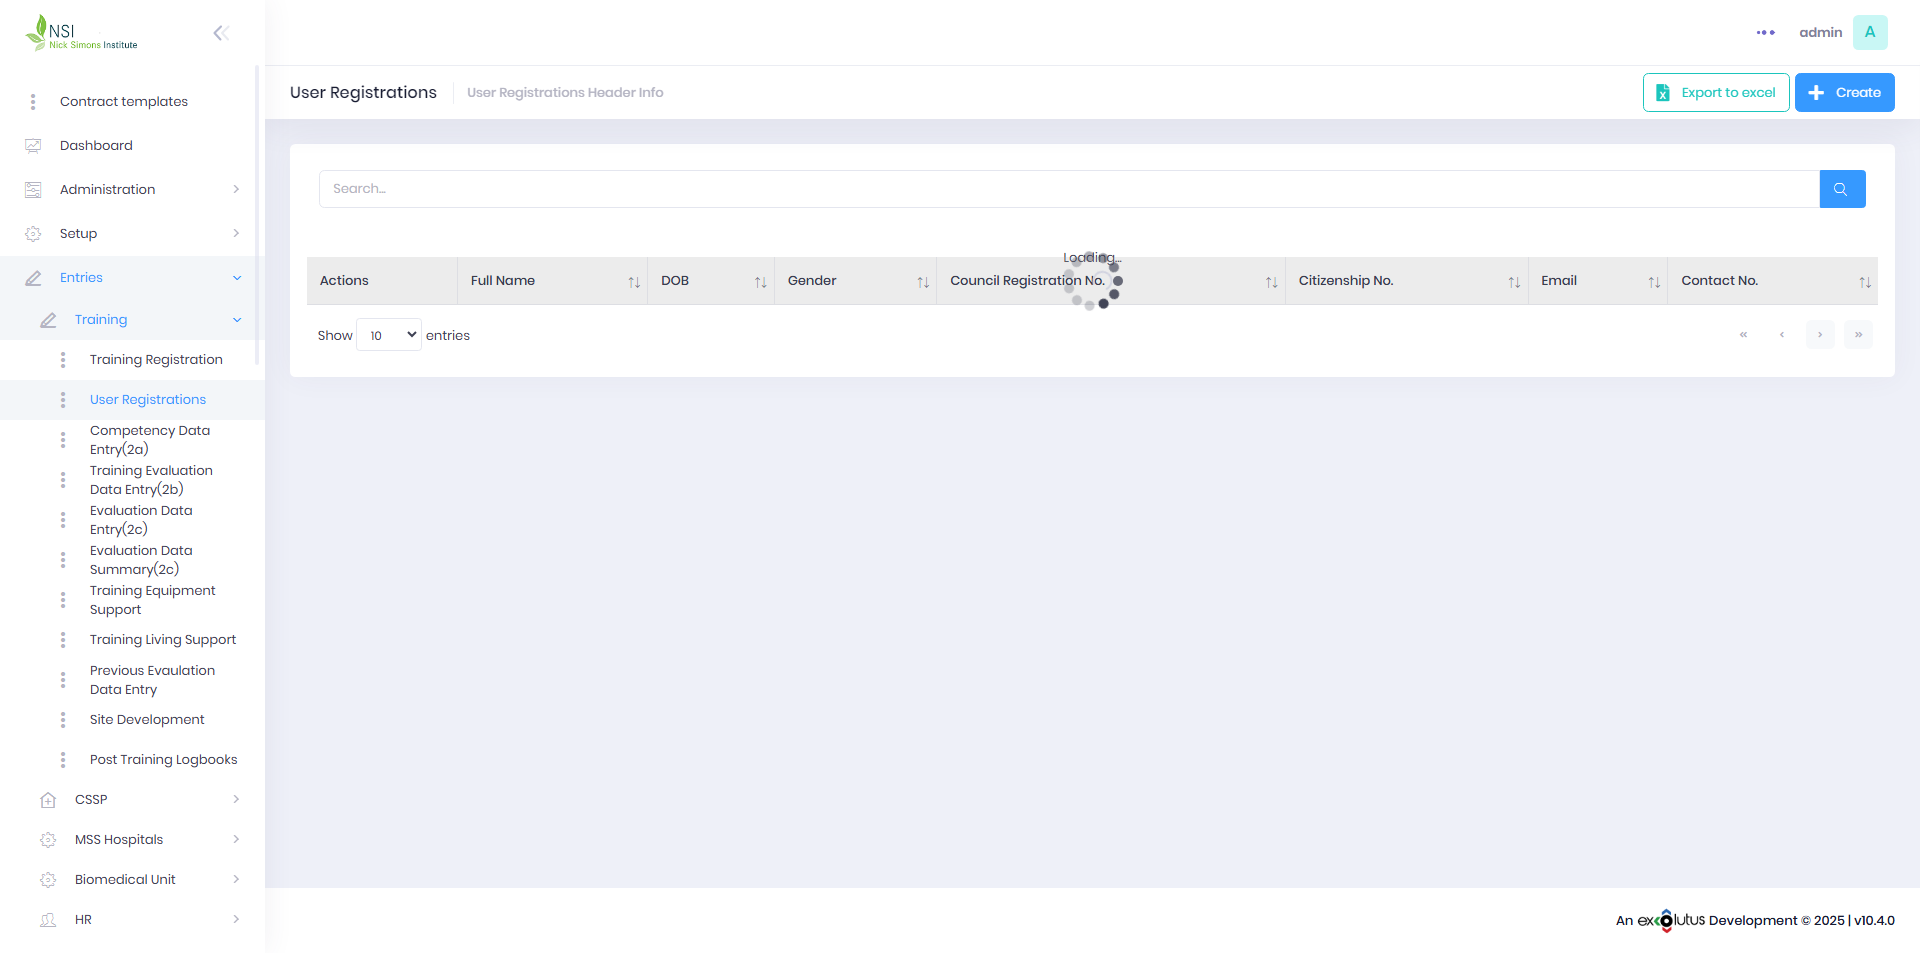 NSI
Nick Simons Institute
admin
A
Contract templates
Dashboard
Administration
Setup
Entries
Training
Training Registration
User Registrations
Competency Data
Entry(2a)
Training Evaluation
Data Entry(2b)
Evaluation Data
Entry(2c)
Evaluation Data
Summary(2c)
Training Equipment
Support
Training Living Support
Previous Evaulation
Data Entry
Site Development
Post Training Logbooks
CSSP
MSS Hospitals
Biomedical Unit
HR
User Registrations
User Registrations Header Info
Export to excel
Create
Search...
Loading...
Actions
Full Name
DOB
Gender
Council Registration No.
Citizenship No.
Email
Contact No.
Show 10 entries
« ‹ › »
An exolutus Development © 2025 | v10.4.0